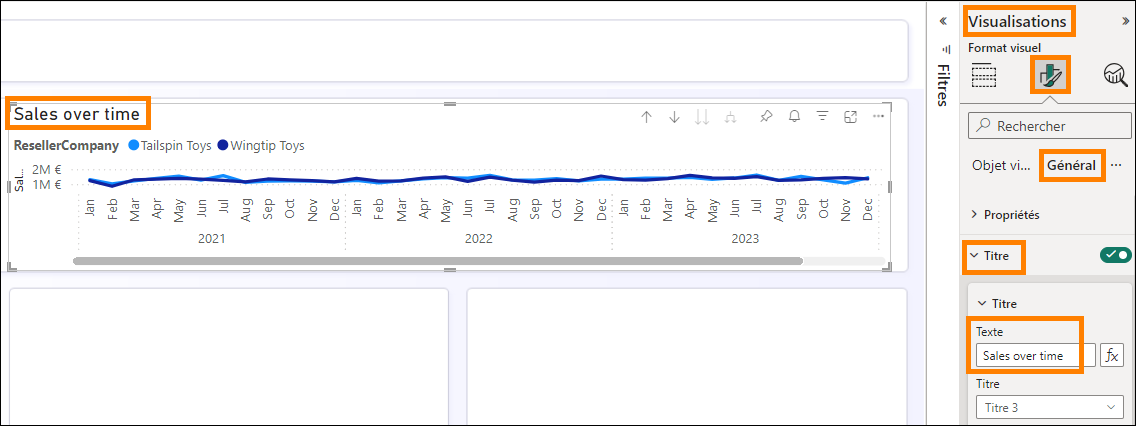 Sales over time
ResellerCompany Tailspin Toys Wingtip Toys
Sal...
2M €
1M €
Jan Feb Mar Apr May Jun Jul Aug Sep Oct Nov Dec Jan Feb Mar Apr May Jun Jul Aug Sep Oct Nov Dec Jan Feb Mar Apr May Jun Jul Aug Sep Oct Nov Dec
2021 2022 2023
Filtres
Visualisations
Format visuel
Rechercher
Objet vi... Général ...
Propriétés
Titre
Titre
Texte
Sales over time fx
Titre
Titre 3